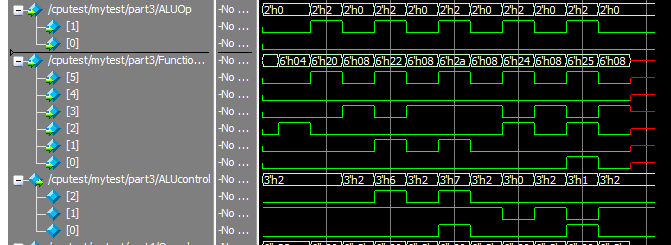 /cputest/mytest/part3/ALUOp -No ... 2'h0 2'h2 2'h0 2'h2 2'h0 2'h2 2'h0 2'h2 2'h0 2'h2 2'h0
[1] -No ...
[0] -No ...
/cputest/mytest/part3/Functio... -No ... 6'h04 6'h20 6'h08 6'h22 6'h08 6'h2a 6'h08 6'h24 6'h08 6'h25 6'h08
[5] -No ...
[4] -No ...
[3] -No ...
[2] -No ...
[1] -No ...
[0] -No ...
/cputest/mytest/part3/ALUcontrol -No ... 3'h2 3'h2 3'h6 3'h2 3'h7 3'h2 3'h0 3'h2 3'h1 3'h2
[2] -No ...
[1] -No ...
[0] -No ...